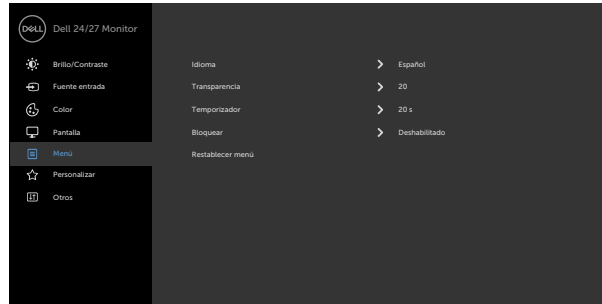 DELL Dell 24/27 Monitor
Brillo/Contraste
Idioma Español
Fuente entrada
Transparencia 20
Color
Temporizador 20 s
Pantalla
Bloquear Deshabilitado
Menú
Restablecer menú
Personalizar
Otros